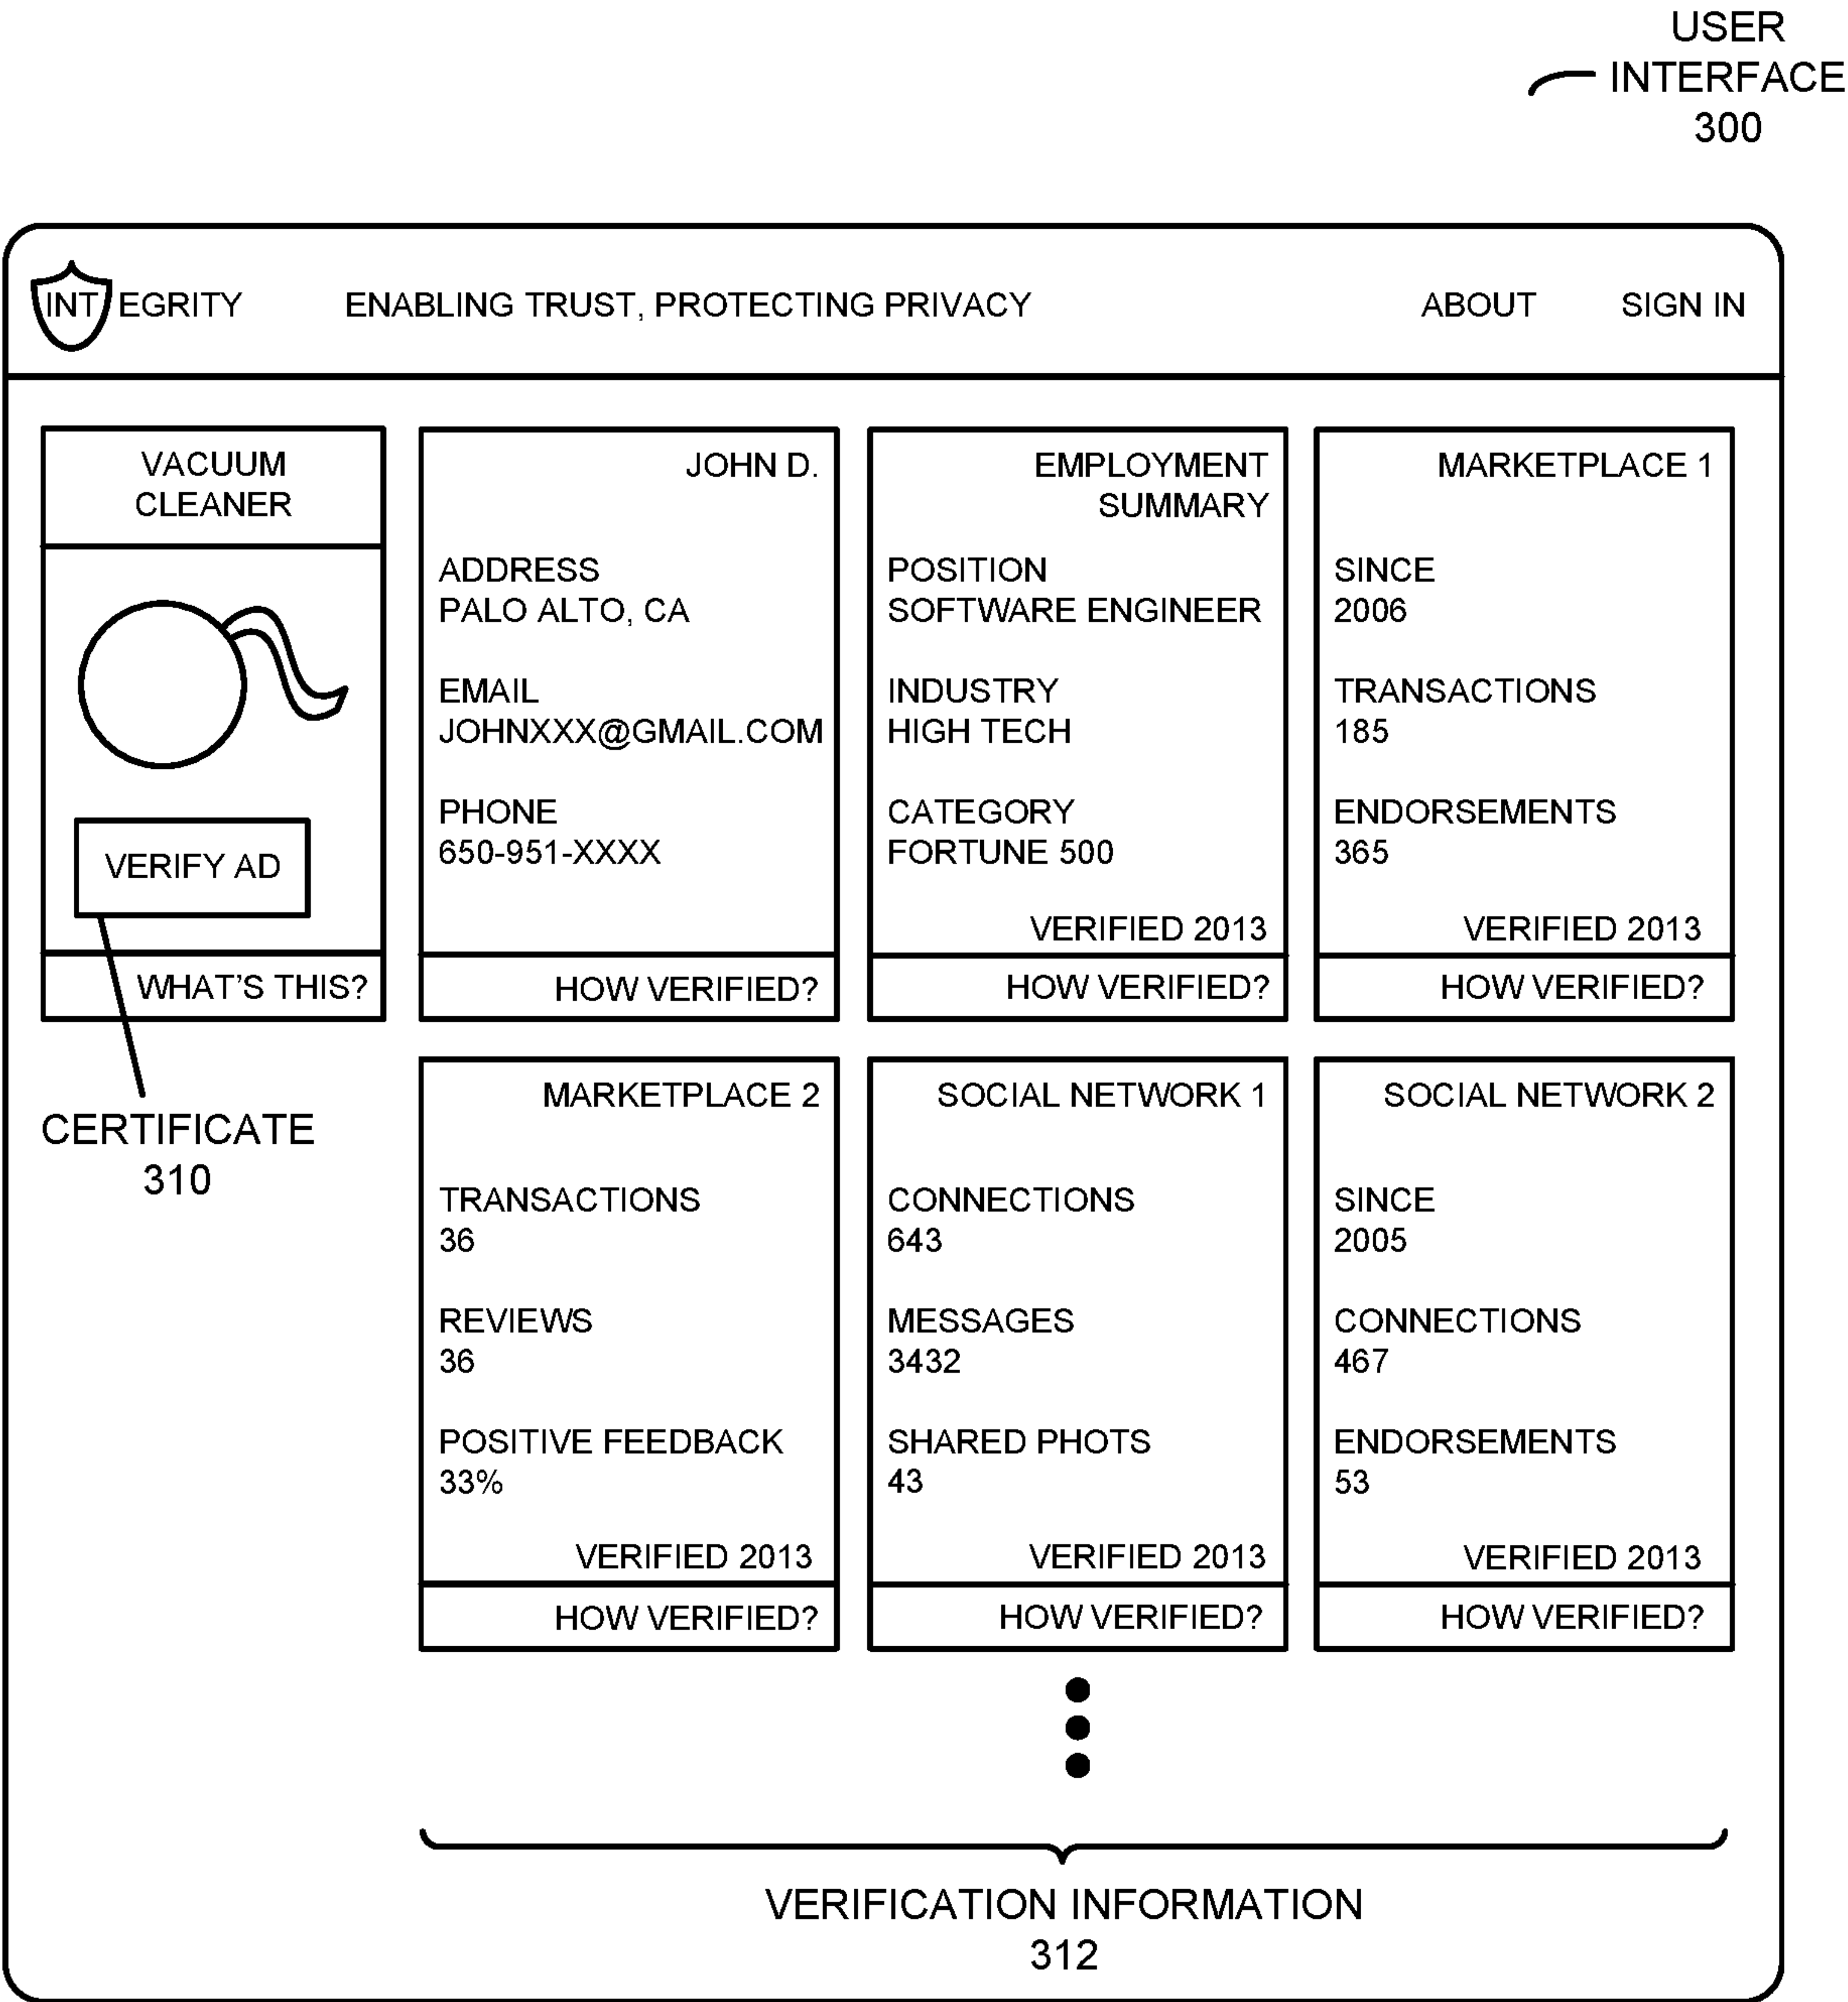 USER
INTERFACE
300
INTEGRITY
ENABLING TRUST, PROTECTING PRIVACY
ABOUT
SIGN IN
VACUUM
CLEANER
VERIFY AD
WHAT'S THIS?
CERTIFICATE
310
JOHN D.
ADDRESS
PALO ALTO, CA
EMAIL
JOHNXXX@GMAIL.COM
PHONE
650-951-XXXX
HOW VERIFIED?
EMPLOYMENT
SUMMARY
POSITION
SOFTWARE ENGINEER
INDUSTRY
HIGH TECH
CATEGORY
FORTUNE 500
VERIFIED 2013
HOW VERIFIED?
MARKETPLACE 1
SINCE
2006
TRANSACTIONS
185
ENDORSEMENTS
365
VERIFIED 2013
HOW VERIFIED?
MARKETPLACE 2
TRANSACTIONS
36
REVIEWS
36
POSITIVE FEEDBACK
33%
VERIFIED 2013
HOW VERIFIED?
SOCIAL NETWORK 1
CONNECTIONS
643
MESSAGES
3432
SHARED PHOTS
43
VERIFIED 2013
HOW VERIFIED?
SOCIAL NETWORK 2
SINCE
2005
CONNECTIONS
467
ENDORSEMENTS
53
VERIFIED 2013
HOW VERIFIED?
VERIFICATION INFORMATION
312